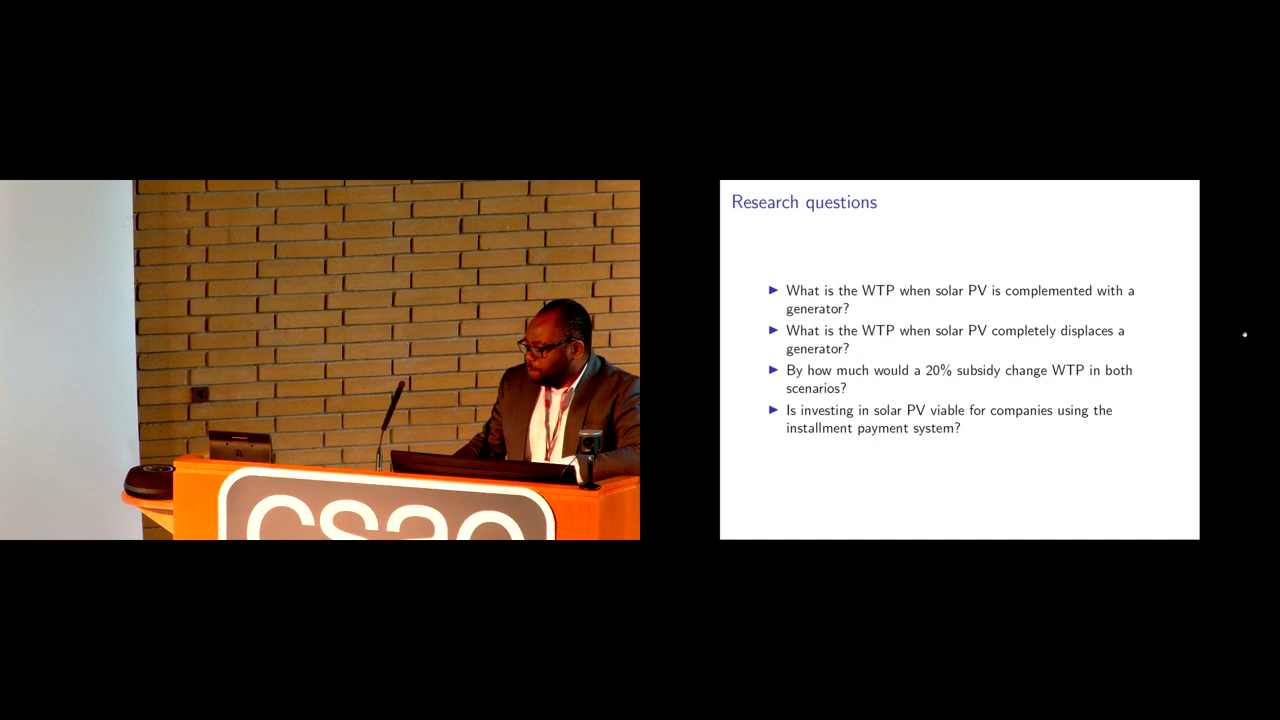 Research questions
What is the WTP when solar PV is complemented with a
generator?
What is the WTP when solar PV completely displaces a
generator?
By how much would a 20% subsidy change WTP in both
scenarios?
Is investing in solar PV viable for companies using the
installment payment system?
csae